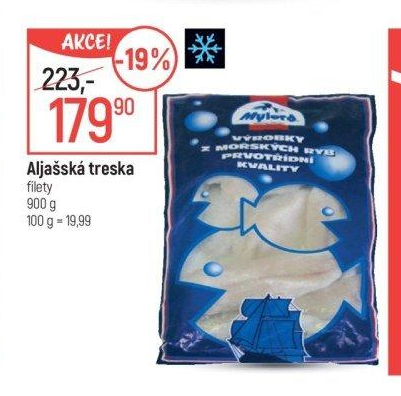 AKCE!
-19%
223,-
179 90
Aljašská treska
filety
900 g
100 g = 19,99
Mylord
VÝROBKY
Z MOŘSKÝCH RYB
PRVOTŘÍDNÍ
KVALITY